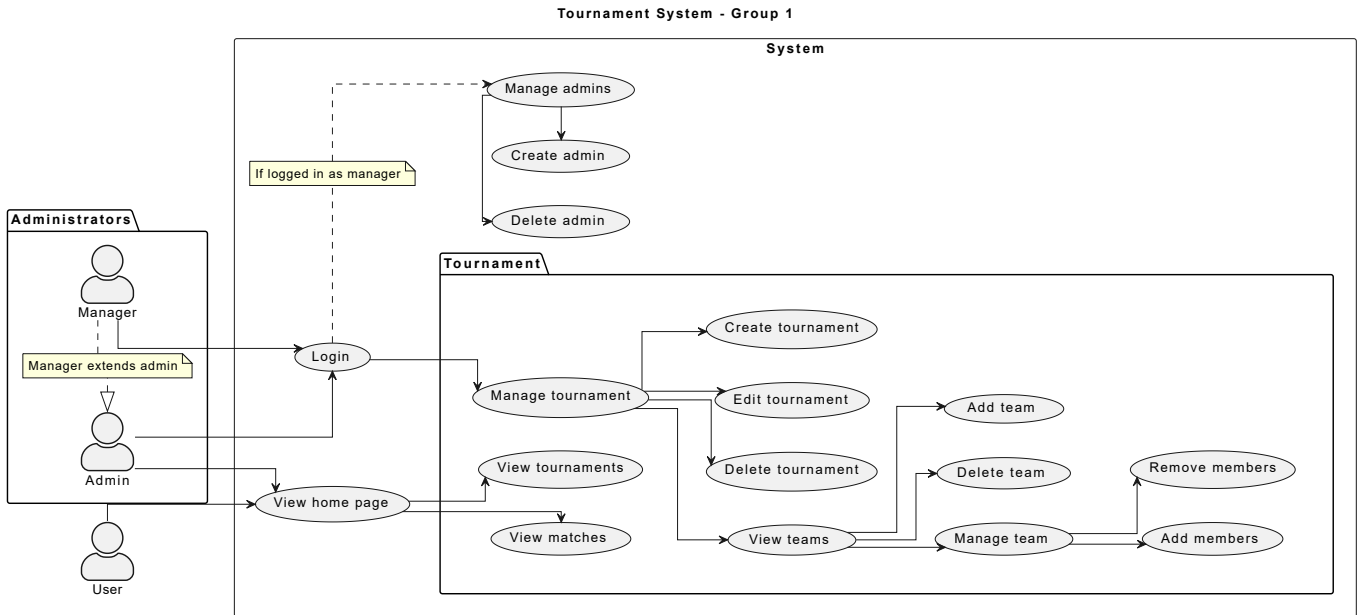 Tournament System - Group 1
System
Manage admins
Create admin
If logged in as manager
Delete admin
Administrators
Tournament
Manager
Create tournament
Login
Manager extends admin
Manage tournament
Edit tournament
Add team
Admin
View tournaments
Delete tournament
Delete team
Remove members
View home page
View matches
View teams
Manage team
Add members
User